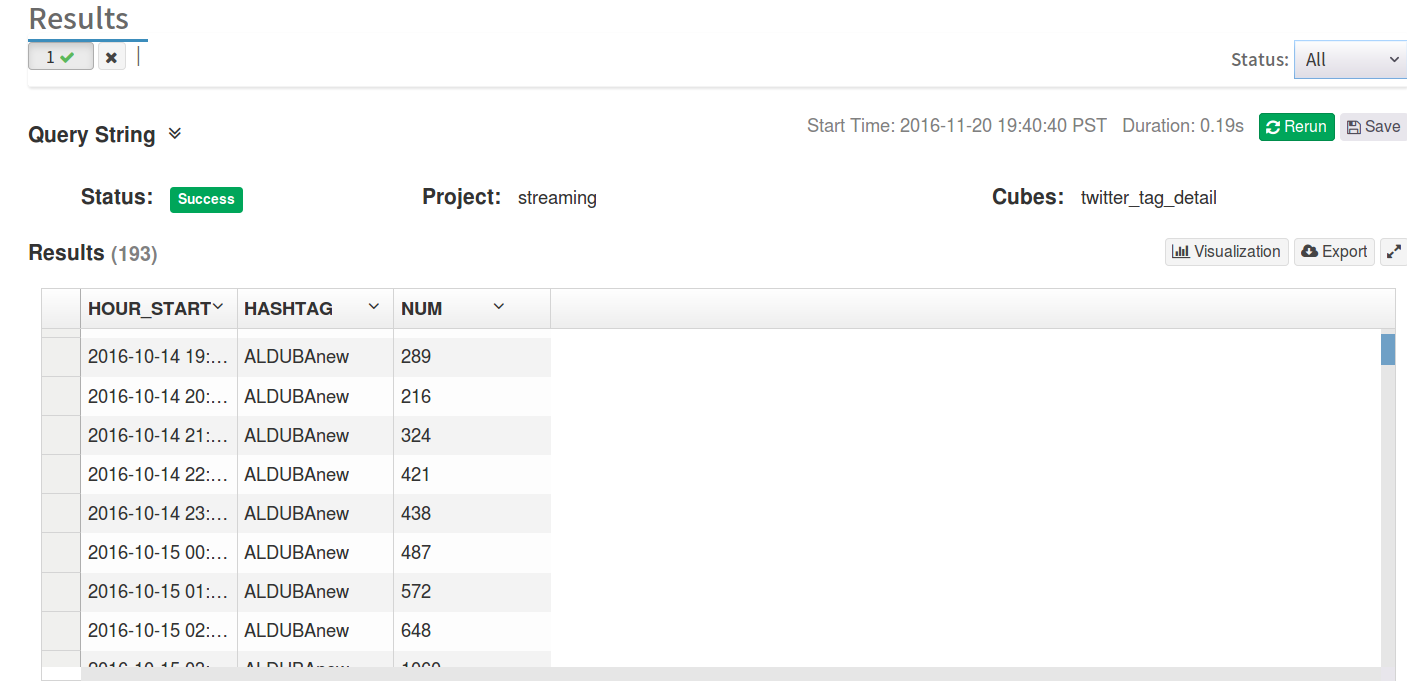 Results
1
Status: All
Query String
Start Time: 2016-11-20 19:40:40 PST Duration: 0.19s Rerun Save
Status: Success Project: streaming Cubes: twitter_tag_detail
Results (193) Visualization Export
HOUR_START HASHTAG NUM
2016-10-14 19:... ALDUBAnew 289
2016-10-14 20:... ALDUBAnew 216
2016-10-14 21:... ALDUBAnew 324
2016-10-14 22:... ALDUBAnew 421
2016-10-14 23:... ALDUBAnew 438
2016-10-15 00:... ALDUBAnew 487
2016-10-15 01:... ALDUBAnew 572
2016-10-15 02:... ALDUBAnew 648